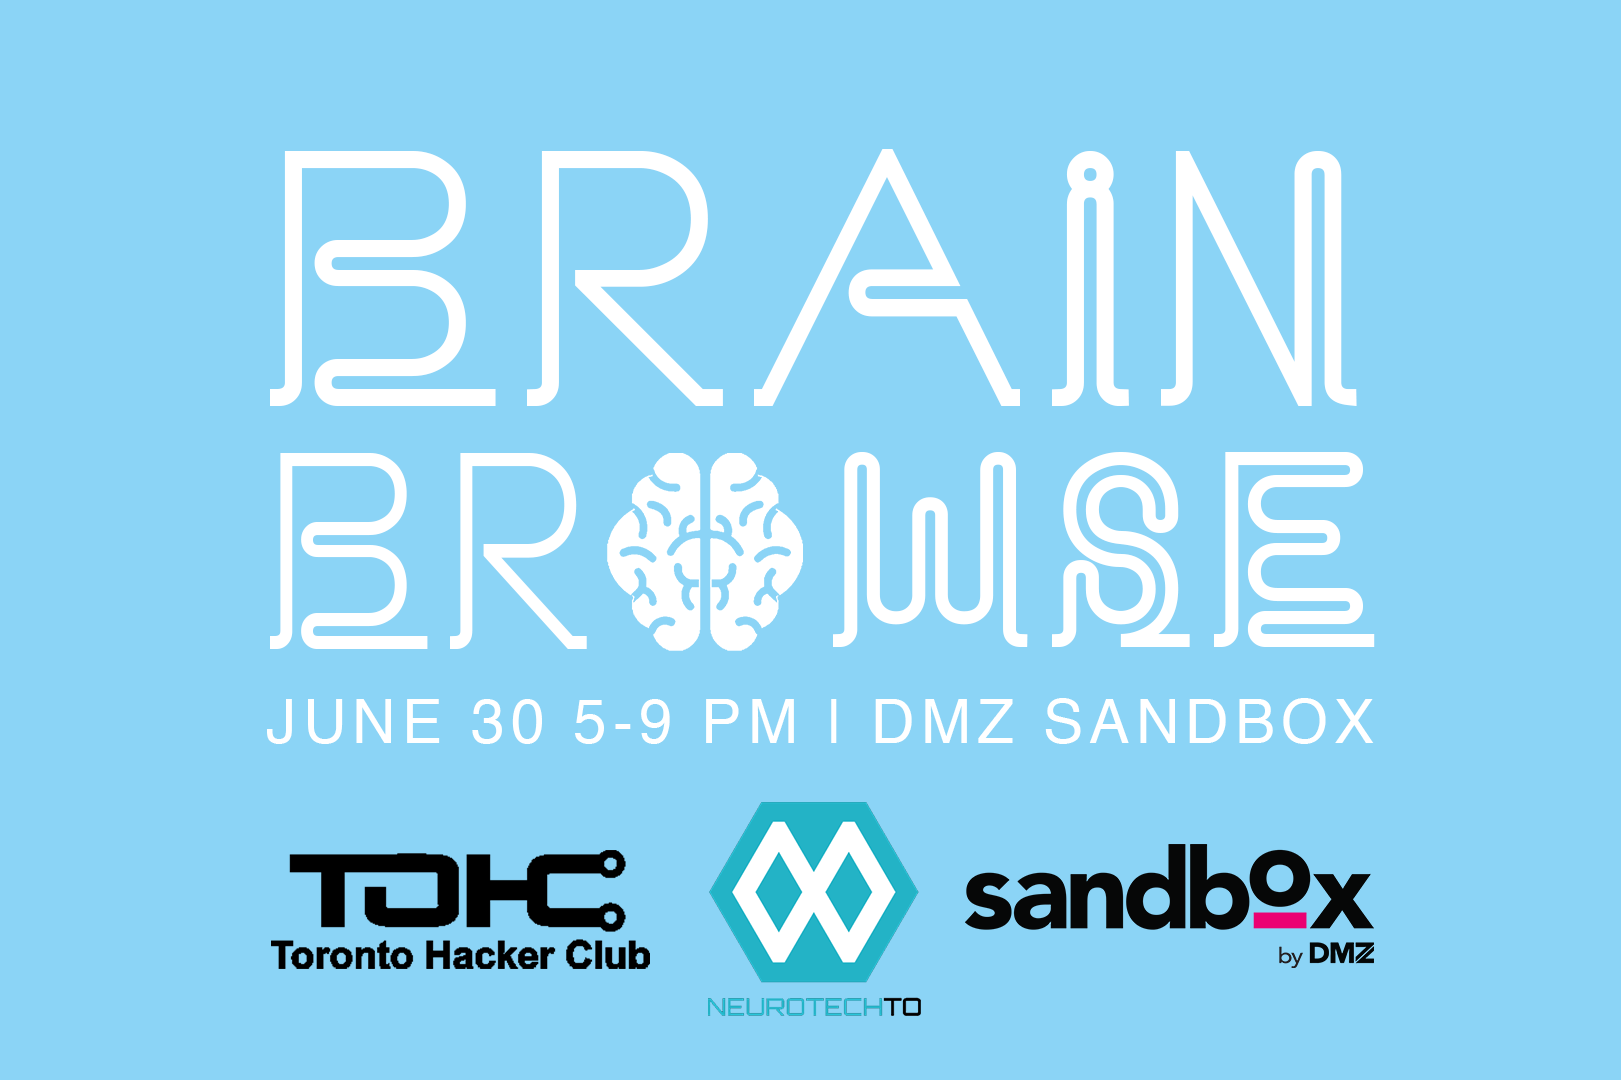 BRAIN
BROWSE
JUNE 30 5-9 PM | DMZ SANDBOX
TOHC
Toronto Hacker Club
NEUROTECHTO
sandbox
by DMZ